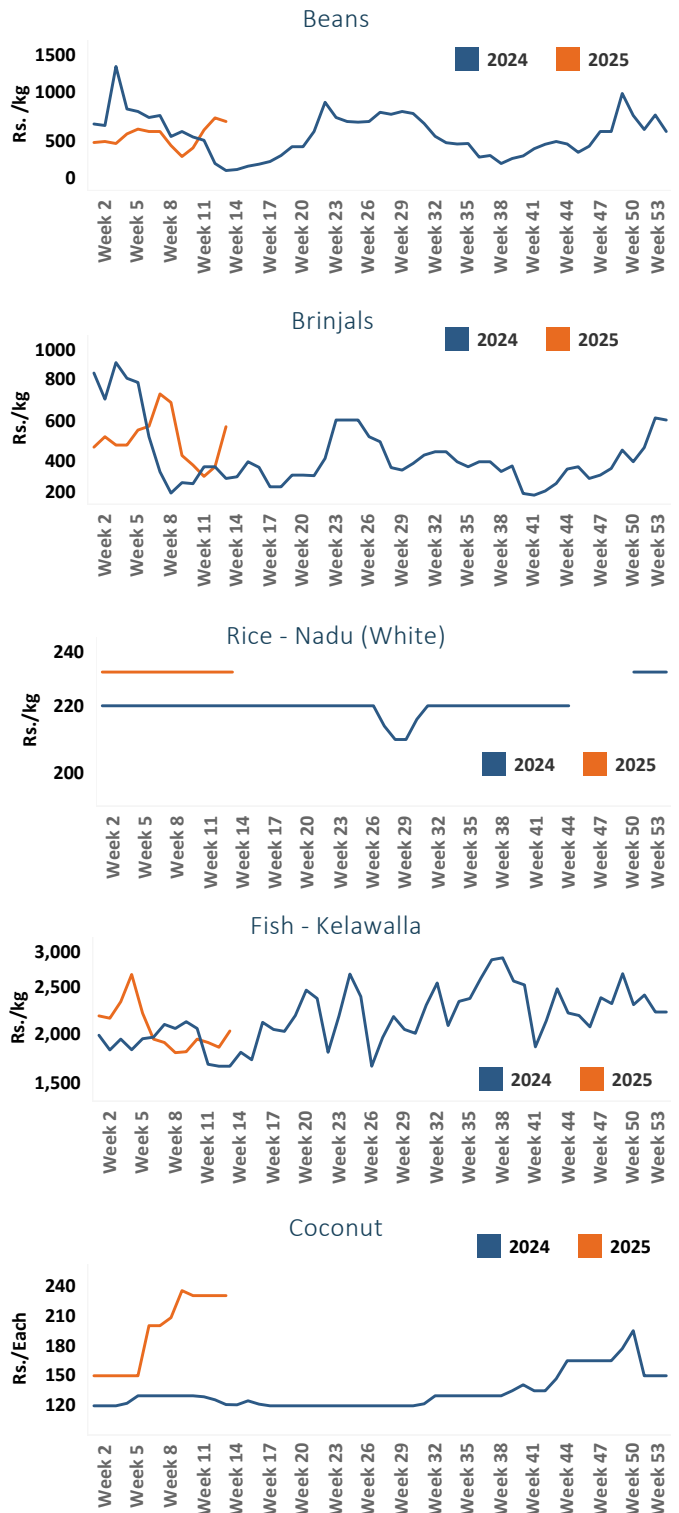 Beans
2024 2025
Rs. /kg
1500
1000
500
0
Week 2 Week 5 Week 8 Week 11 Week 14 Week 17 Week 20 Week 23 Week 26 Week 29 Week 32 Week 35 Week 38 Week 41 Week 44 Week 47 Week 50 Week 53
Brinjals
2024 2025
Rs./kg
1000
800
600
400
200
Week 2 Week 5 Week 8 Week 11 Week 14 Week 17 Week 20 Week 23 Week 26 Week 29 Week 32 Week 35 Week 38 Week 41 Week 44 Week 47 Week 50 Week 53
Rice - Nadu (White)
Rs./kg
240
220
200
2024 2025
Week 2 Week 5 Week 8 Week 11 Week 14 Week 17 Week 20 Week 23 Week 26 Week 29 Week 32 Week 35 Week 38 Week 41 Week 44 Week 47 Week 50 Week 53
Fish - Kelawalla
Rs./kg
3,000
2,500
2,000
1,500
2024 2025
Week 2 Week 5 Week 8 Week 11 Week 14 Week 17 Week 20 Week 23 Week 26 Week 29 Week 32 Week 35 Week 38 Week 41 Week 44 Week 47 Week 50 Week 53
Coconut
2024 2025
Rs./Each
240
210
180
150
120
Week 2 Week 5 Week 8 Week 11 Week 14 Week 17 Week 20 Week 23 Week 26 Week 29 Week 32 Week 35 Week 38 Week 41 Week 44 Week 47 Week 50 Week 53